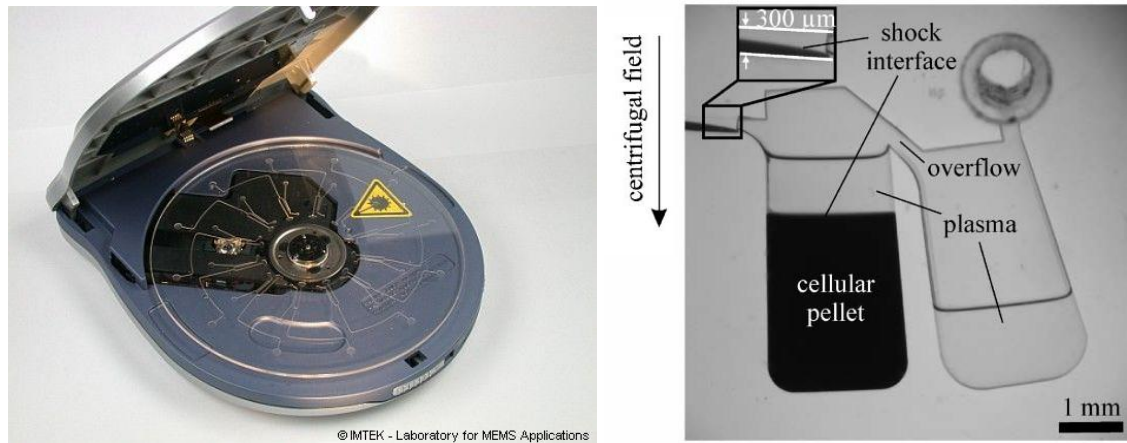 © IMTEK - Laboratory for MEMS Applications
300 µm
shock
interface
centrifugal field
overflow
plasma
cellular
pellet
1 mm